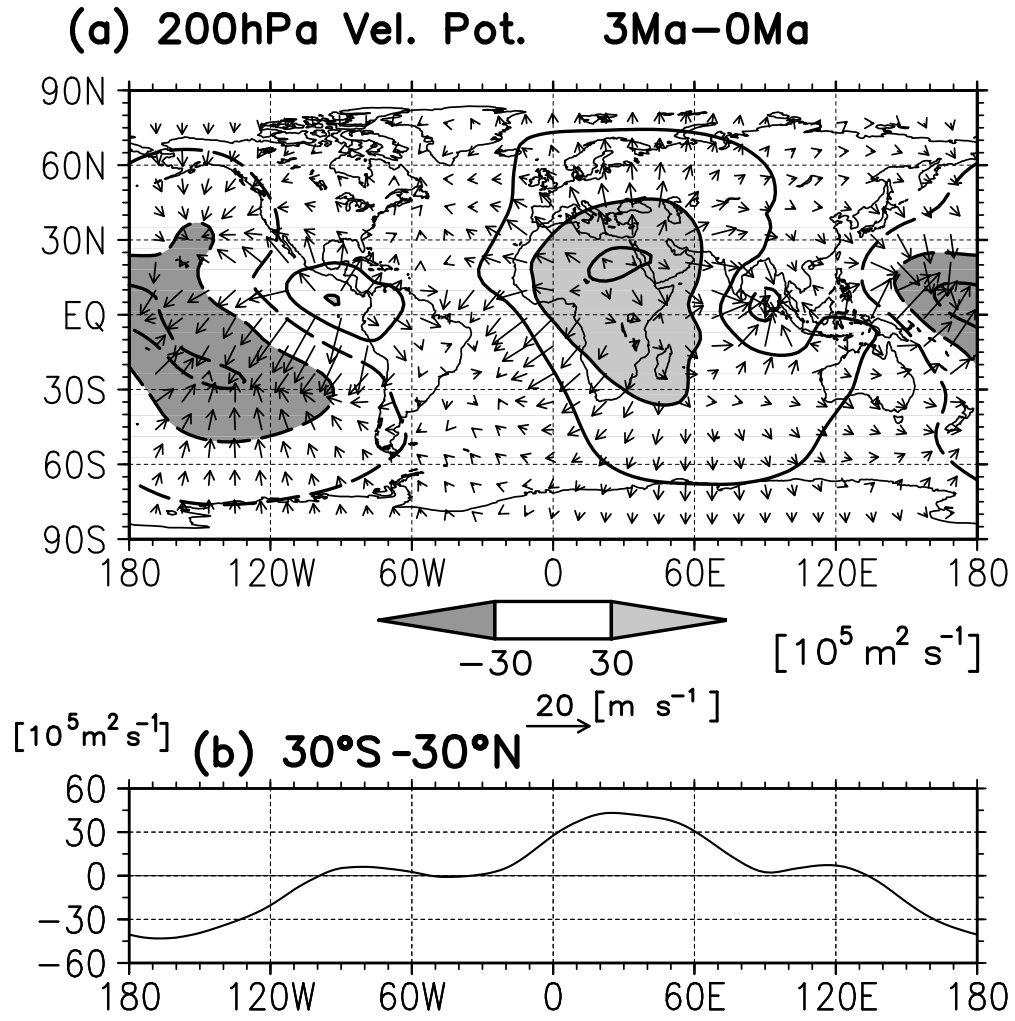 (a) 200hPa Vel. Pot. 3Ma−0Ma
90N
60N
30N
EQ
30S
60S
90S
180 120W 60W 0 60E 120E 180
−30 30
[10⁵ m² s⁻¹]
20 [m s⁻¹]
[10⁵m² s⁻¹] (b) 30°S−30°N
60
30
0
−30
−60
180 120W 60W 0 60E 120E 180